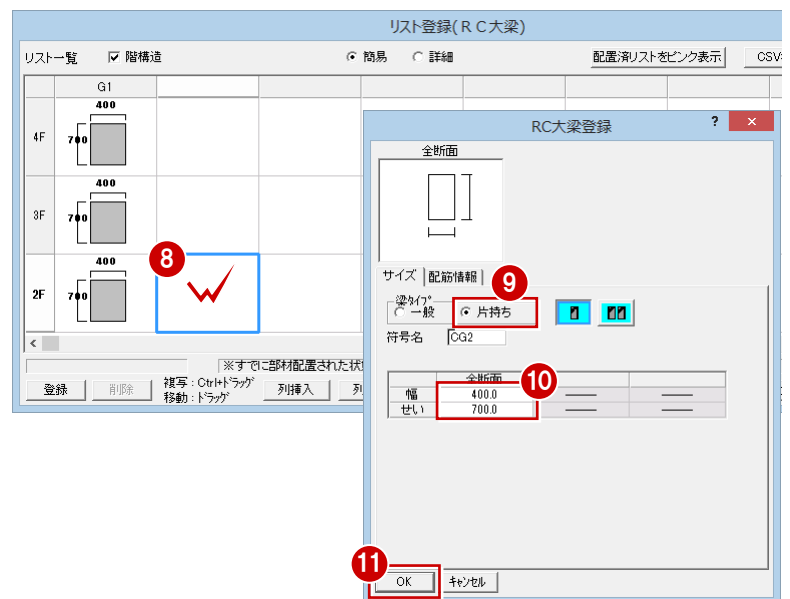 リスト登録(ＲＣ大梁)
リスト一覧 階構造 簡易 詳細 配置済リストをピンク表示 CSV
G1
4F 400 700
3F 400 700
2F 400 700 8
<
※すでに部材配置された状
登録 削除 複写：Ctrl+ドラッグ 列挿入 列
移動：ドラッグ
RC大梁登録 ? ×
全断面
サイズ 配筋情報 9
梁タイプ
一般 片持ち
符号名 CG2
全断面 10
幅 400.0
せい 700.0
11
OK キャンセル